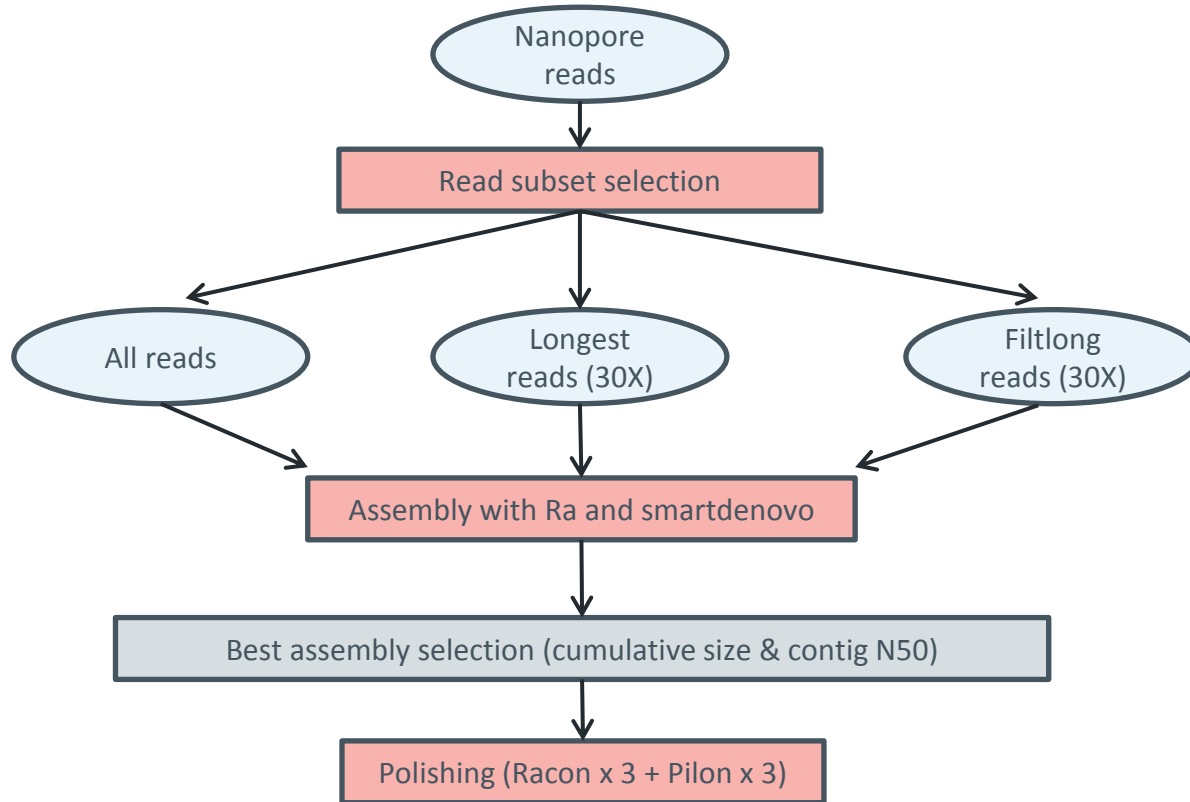 Nanopore
reads
Read subset selection
All reads
Longest
reads (30X)
Filtlong
reads (30X)
Assembly with Ra and smartdenovo
Best assembly selection (cumulative size & contig N50)
Polishing (Racon x 3 + Pilon x 3)